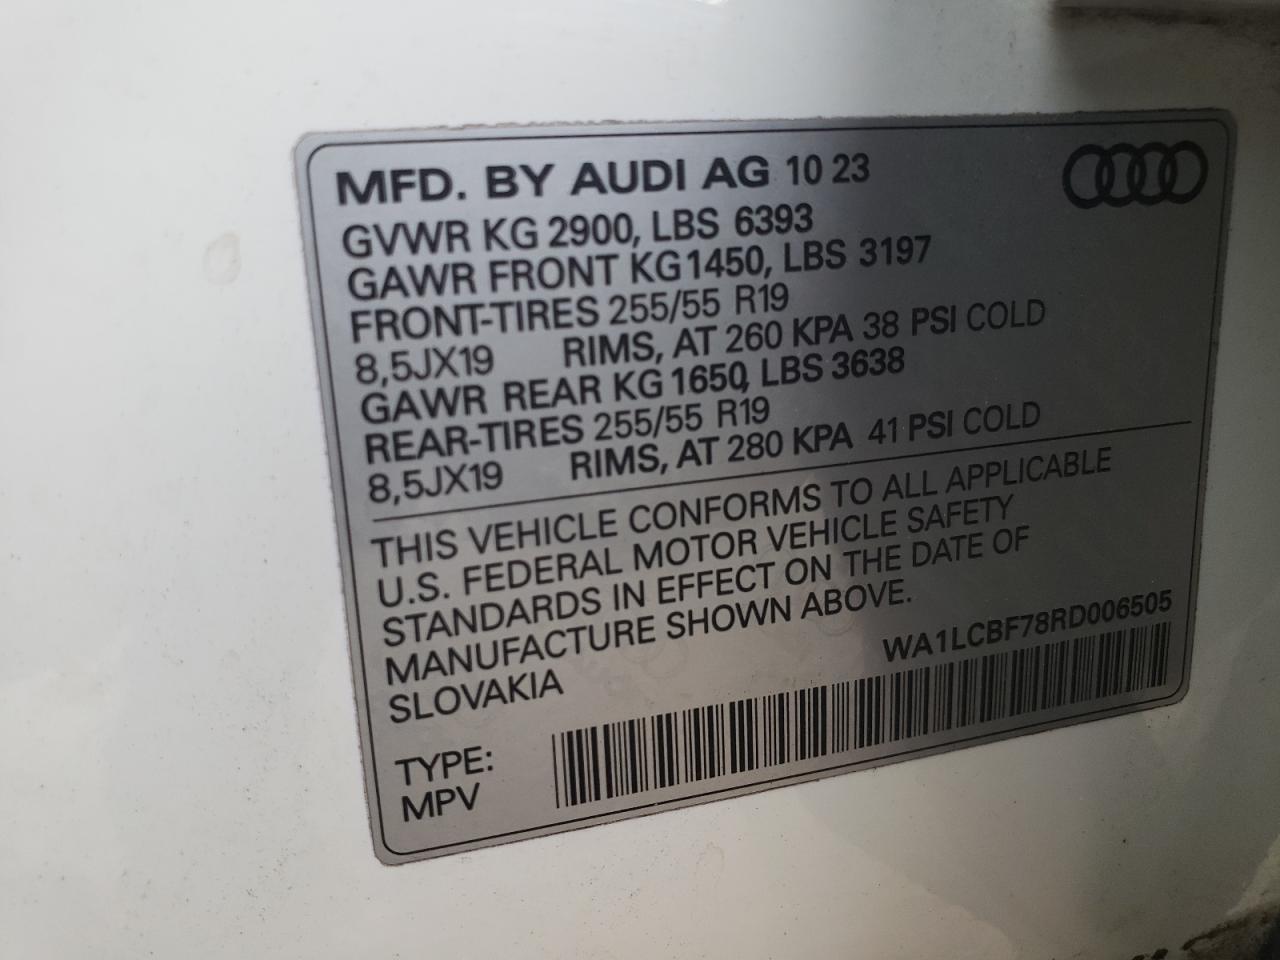 MFD. BY AUDI AG 10 23
GVWR KG 2900, LBS 6393
GAWR FRONT KG 1450, LBS 3197
FRONT-TIRES 255/55 R19
8,5JX19 RIMS, AT 260 KPA 38 PSI COLD
GAWR REAR KG 1650, LBS 3638
REAR-TIRES 255/55 R19
8,5JX19 RIMS, AT 280 KPA 41 PSI COLD
THIS VEHICLE CONFORMS TO ALL APPLICABLE
U.S. FEDERAL MOTOR VEHICLE SAFETY
STANDARDS IN EFFECT ON THE DATE OF
MANUFACTURE SHOWN ABOVE.
SLOVAKIA
WA1LCBF78RD006505
TYPE:
MPV